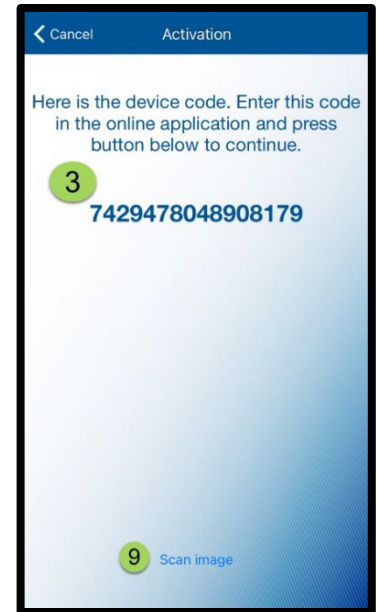 Cancel Activation
Here is the device code. Enter this code
in the online application and press
button below to continue.
3
7429478048908179
9 Scan image